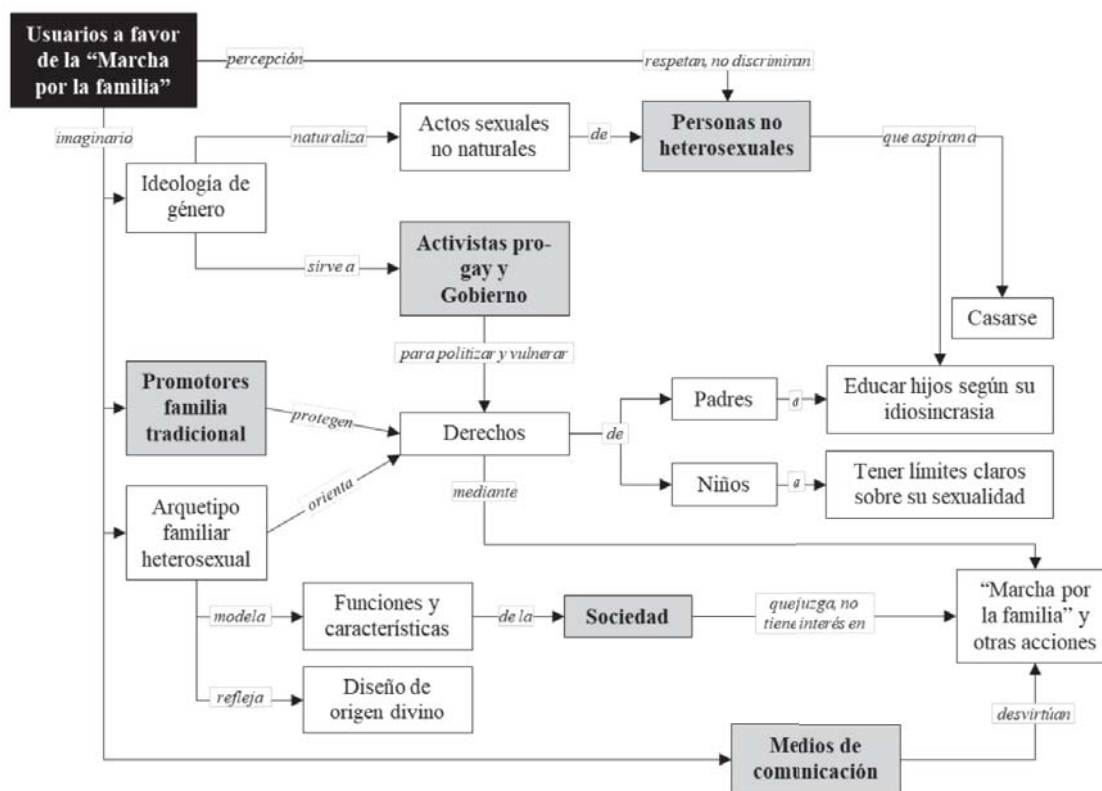 Usuarios a favor
de la “Marcha
por la familia”
percepción
respetan, no discriminan
imaginario
naturaliza
Actos sexuales
no naturales
de
Personas no
heterosexuales
que aspiran a
Ideología de
género
sirve a
Activistas pro-
gay y
Gobierno
Casarse
para politizar y vulnerar
Promotores
familia
tradicional
protegen
Derechos
de
Padres
a
Educar hijos según su
idiosincrasia
Niños
a
Tener límites claros
sobre su sexualidad
orienta
mediante
Arquetipo
familiar
heterosexual
modela
Funciones y
características
de la
Sociedad
que juzga, no
tiene interés en
“Marcha por
la familia” y
otras acciones
refleja
Diseño de
origen divino
desvirtúan
Medios de
comunicación